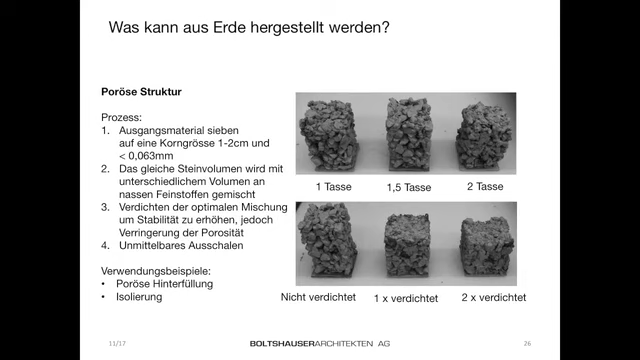 Was kann aus Erde hergestellt werden?
Poröse Struktur
Prozess:
1. Ausgangsmaterial sieben
auf eine Korngrösse 1-2cm und
< 0,063mm
2. Das gleiche Steinvolumen wird mit
unterschiedlichem Volumen an
nassen Feinstoffen gemischt
3. Verdichten der optimalen Mischung
um Stabilität zu erhöhen, jedoch
Verringerung der Porosität
4. Unmittelbares Ausschalen
Verwendungsbeispiele:
• Poröse Hinterfüllung
• Isolierung
1 Tasse
1,5 Tasse
2 Tasse
Nicht verdichtet
1 x verdichtet
2 x verdichtet
11/17
BOLTSHAUSERARCHITEKTEN AG
26